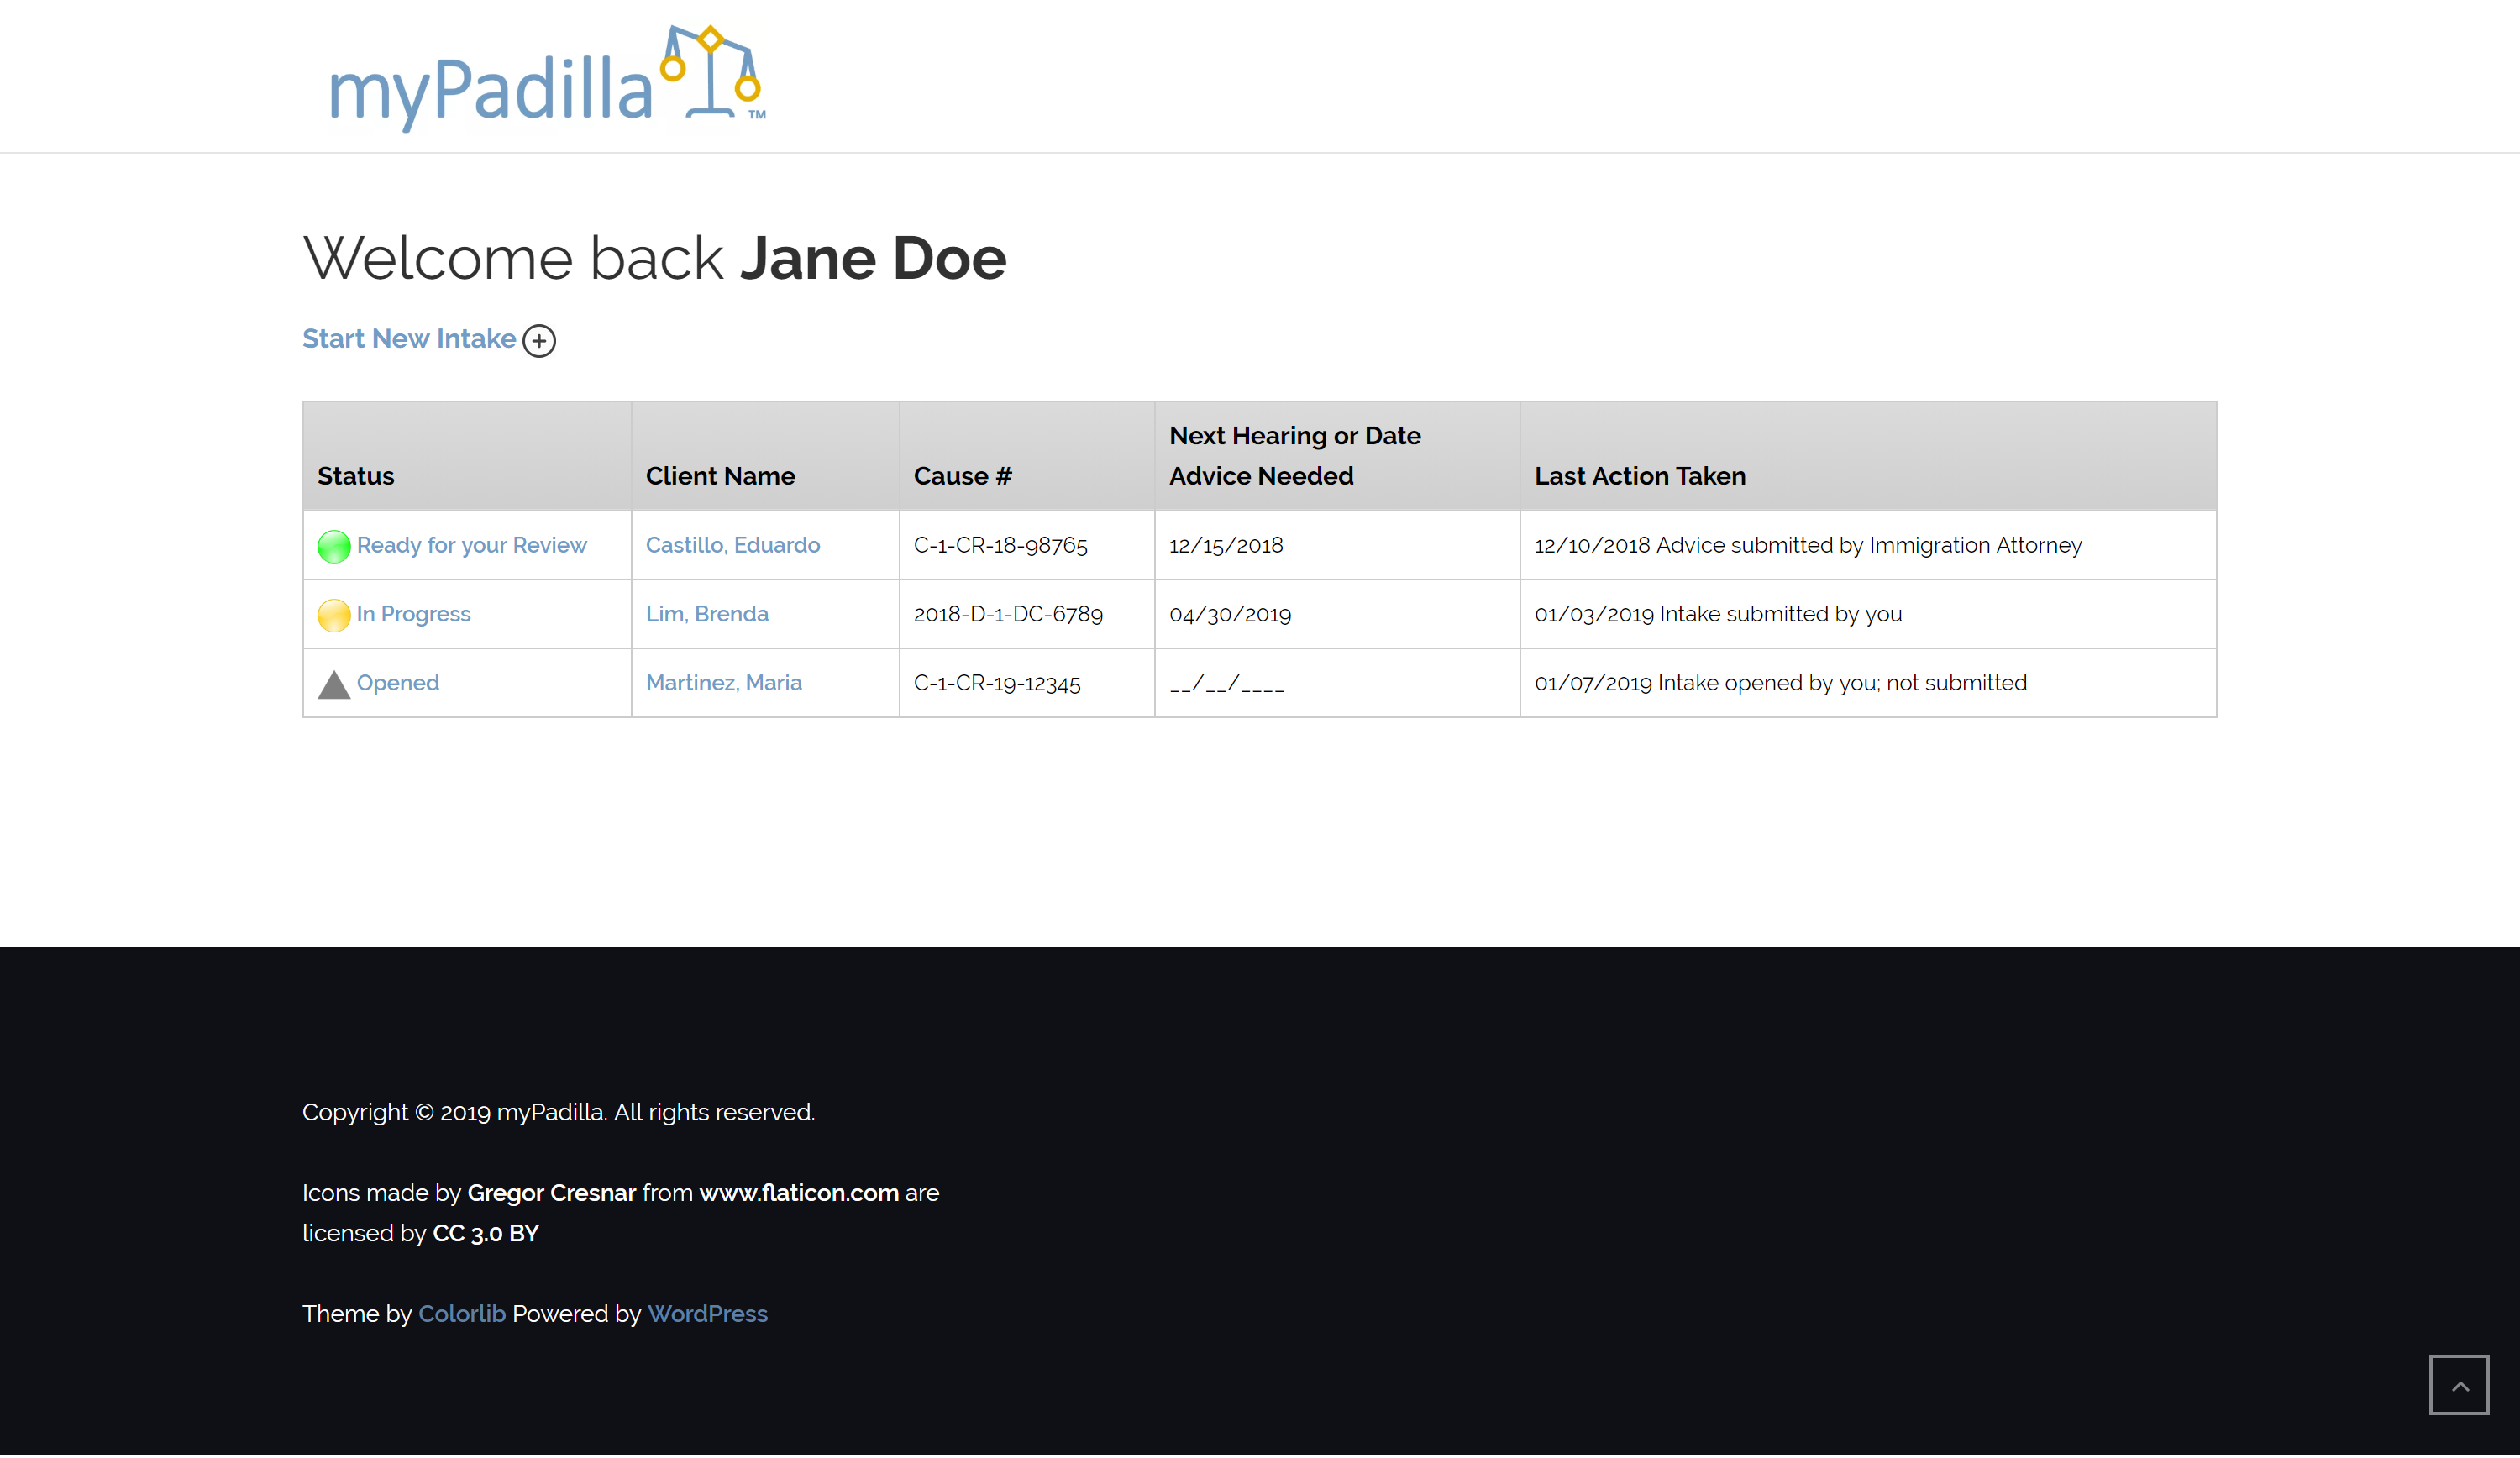 myPadilla TM
Welcome back Jane Doe
Start New Intake
Status Client Name Cause # Next Hearing or Date Advice Needed Last Action Taken
Ready for your Review Castillo, Eduardo C-1-CR-18-98765 12/15/2018 12/10/2018 Advice submitted by Immigration Attorney
In Progress Lim, Brenda 2018-D-1-DC-6789 04/30/2019 01/03/2019 Intake submitted by you
Opened Martinez, Maria C-1-CR-19-12345 __/__/____ 01/07/2019 Intake opened by you; not submitted
Copyright © 2019 myPadilla. All rights reserved.
Icons made by Gregor Cresnar from www.flaticon.com are
licensed by CC 3.0 BY
Theme by Colorlib Powered by WordPress